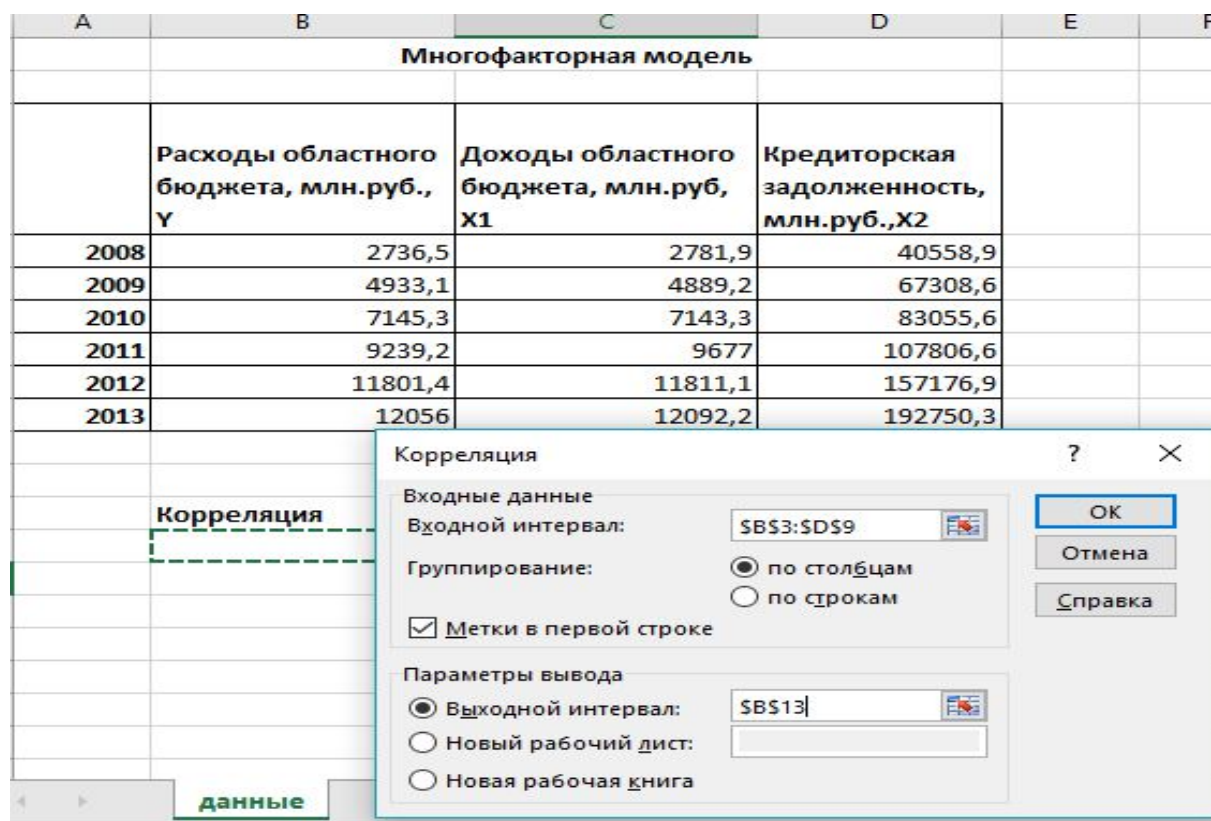 A B C D E F
Многофакторная модель
Расходы областного бюджета, млн.руб., Y Доходы областного бюджета, млн.руб, X1 Кредиторская задолженность, млн.руб.,X2
2008 2736,5 2781,9 40558,9
2009 4933,1 4889,2 67308,6
2010 7145,3 7143,3 83055,6
2011 9239,2 9677 107806,6
2012 11801,4 11811,1 157176,9
2013 12056 12092,2 192750,3
Корреляция
Корреляция ? ×
Входные данные
Входной интервал: $B$3:$D$9
Группирование: по столбцам
по строкам
Метки в первой строке
Параметры вывода
Выходной интервал: $B$13
Новый рабочий лист:
Новая рабочая книга
ОК
Отмена
Справка
данные